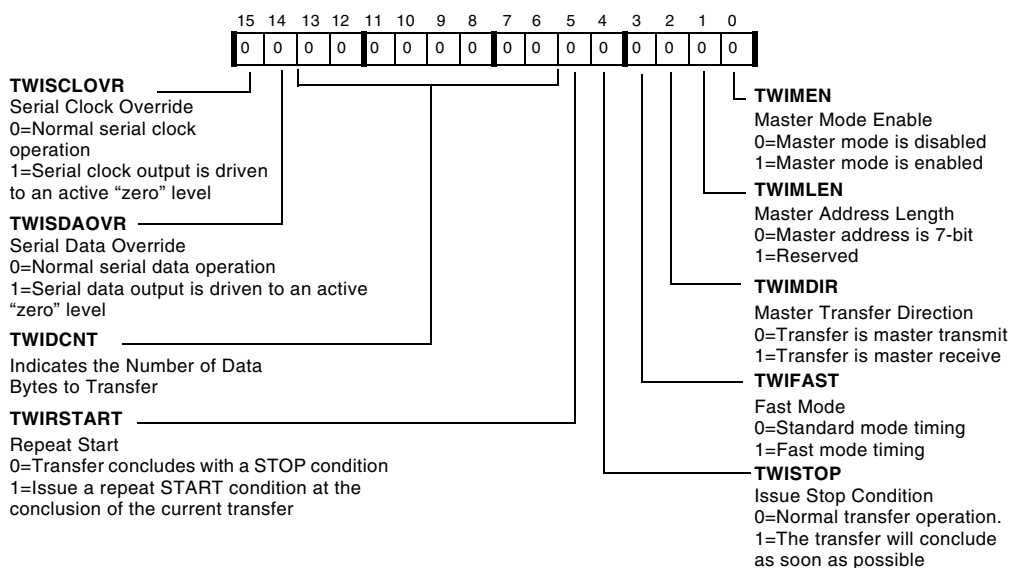 15 14 13 12 11 10 9 8 7 6 5 4 3 2 1 0
0 0 0 0 0 0 0 0 0 0 0 0 0 0 0 0
TWISCLOVR
Serial Clock Override
0=Normal serial clock
operation
1=Serial clock output is driven
to an active “zero” level
TWISDAOVR
Serial Data Override
0=Normal serial data operation
1=Serial data output is driven to an active
“zero” level
TWIDCNT
Indicates the Number of Data
Bytes to Transfer
TWIRSTART
Repeat Start
0=Transfer concludes with a STOP condition
1=Issue a repeat START condition at the
conclusion of the current transfer
TWIMEN
Master Mode Enable
0=Master mode is disabled
1=Master mode is enabled
TWIMLEN
Master Address Length
0=Master address is 7-bit
1=Reserved
TWIMDIR
Master Transfer Direction
0=Transfer is master transmit
1=Transfer is master receive
TWIFAST
Fast Mode
0=Standard mode timing
1=Fast mode timing
TWISTOP
Issue Stop Condition
0=Normal transfer operation.
1=The transfer will conclude
as soon as possible